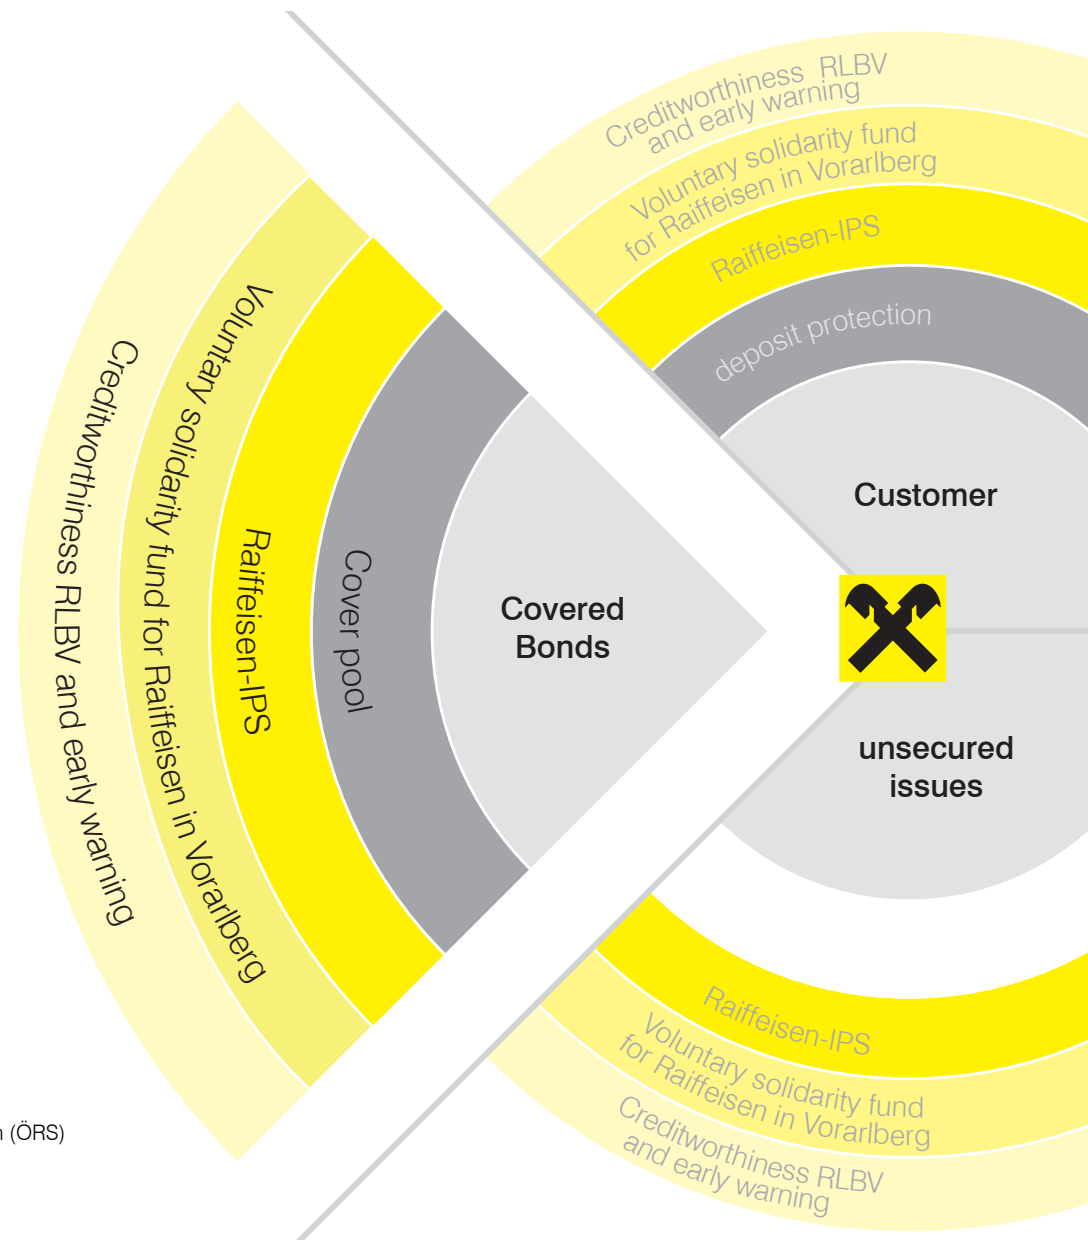 Creditworthiness RLBV and early warning
Voluntary solidarity fund for Raiffeisen in Vorarlberg
Raiffeisen-IPS
Cover pool
Covered
Bonds
Creditworthiness RLBV
and early warning
Voluntary solidarity fund
for Raiffeisen in Vorarlberg
Raiffeisen-IPS
deposit protection
Customer
unsecured
issues
Raiffeisen-IPS
Voluntary solidarity fund
for Raiffeisen in Vorarlberg
Creditworthiness RLBV
and early warning
(ÖRS)